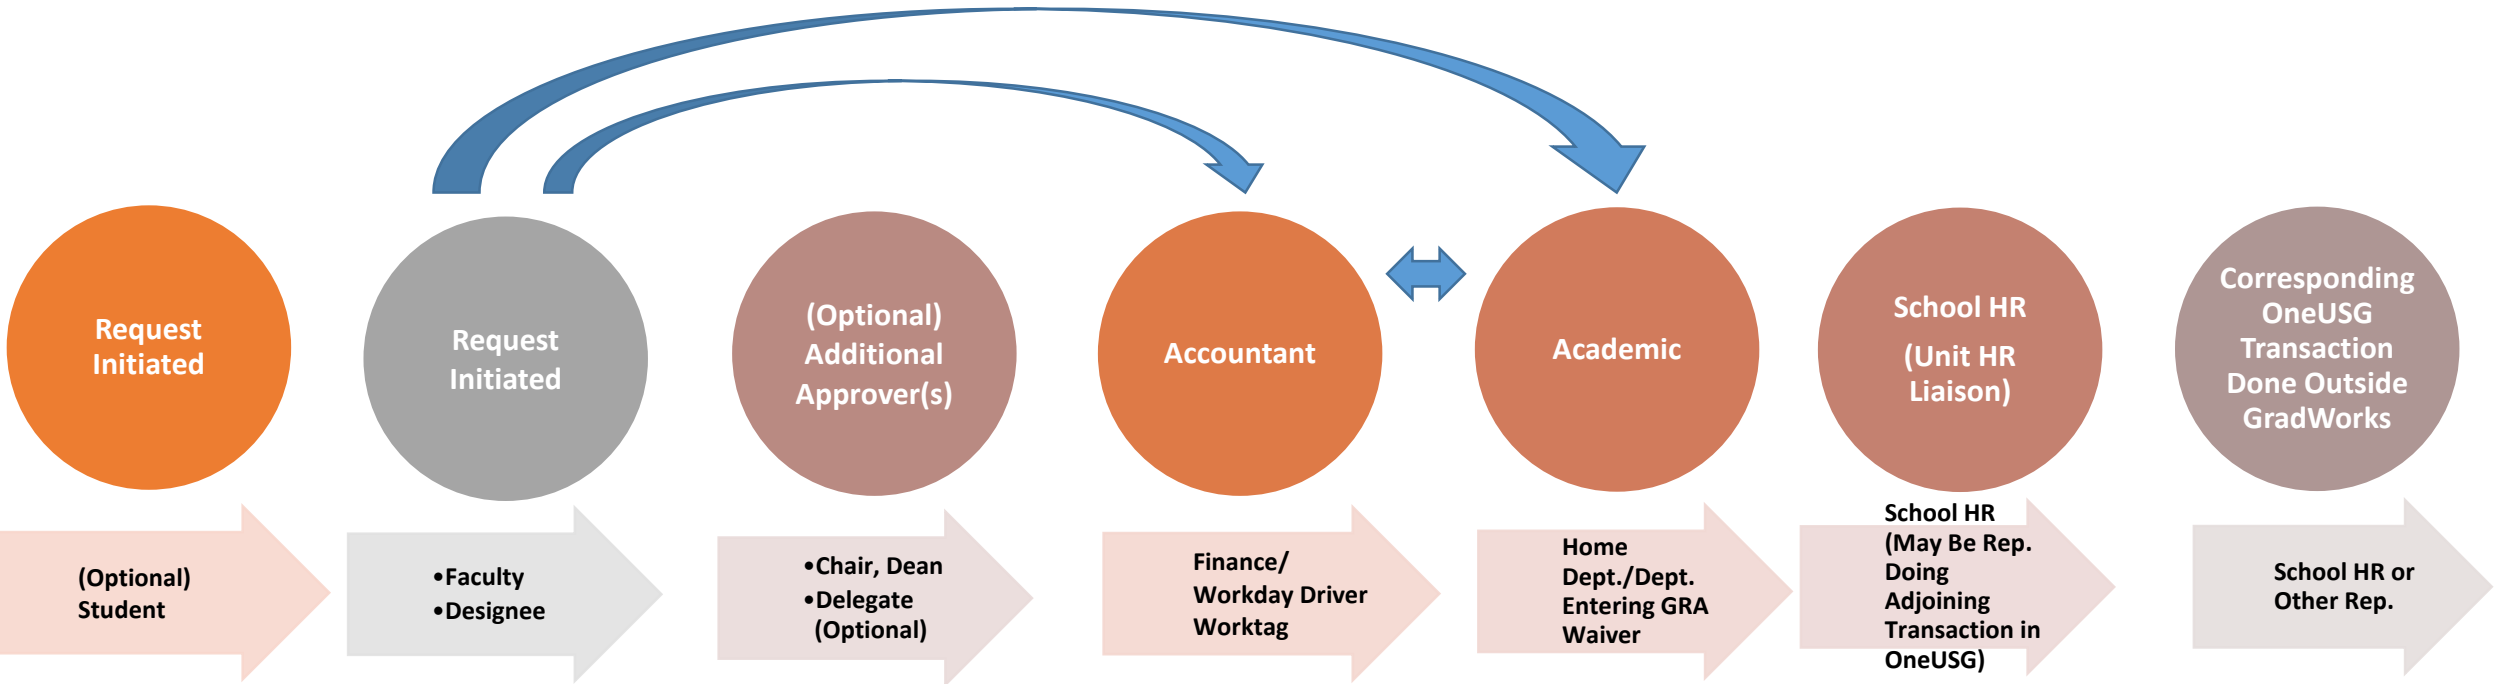 Request
Initiated
Request
Initiated
(Optional)
Additional
Approver(s)
Accountant
Academic
School HR
(Unit HR
Liaison)
Corresponding
OneUSG
Transaction
Done Outside
GradWorks
(Optional)
Student
•Faculty
•Designee
•Chair, Dean
•Delegate
(Optional)
Finance/
Workday Driver
Worktag
Home
Dept./Dept.
Entering GRA
Waiver
School HR
(May Be Rep.
Doing
Adjoining
Transaction in
OneUSG)
School HR or
Other Rep.